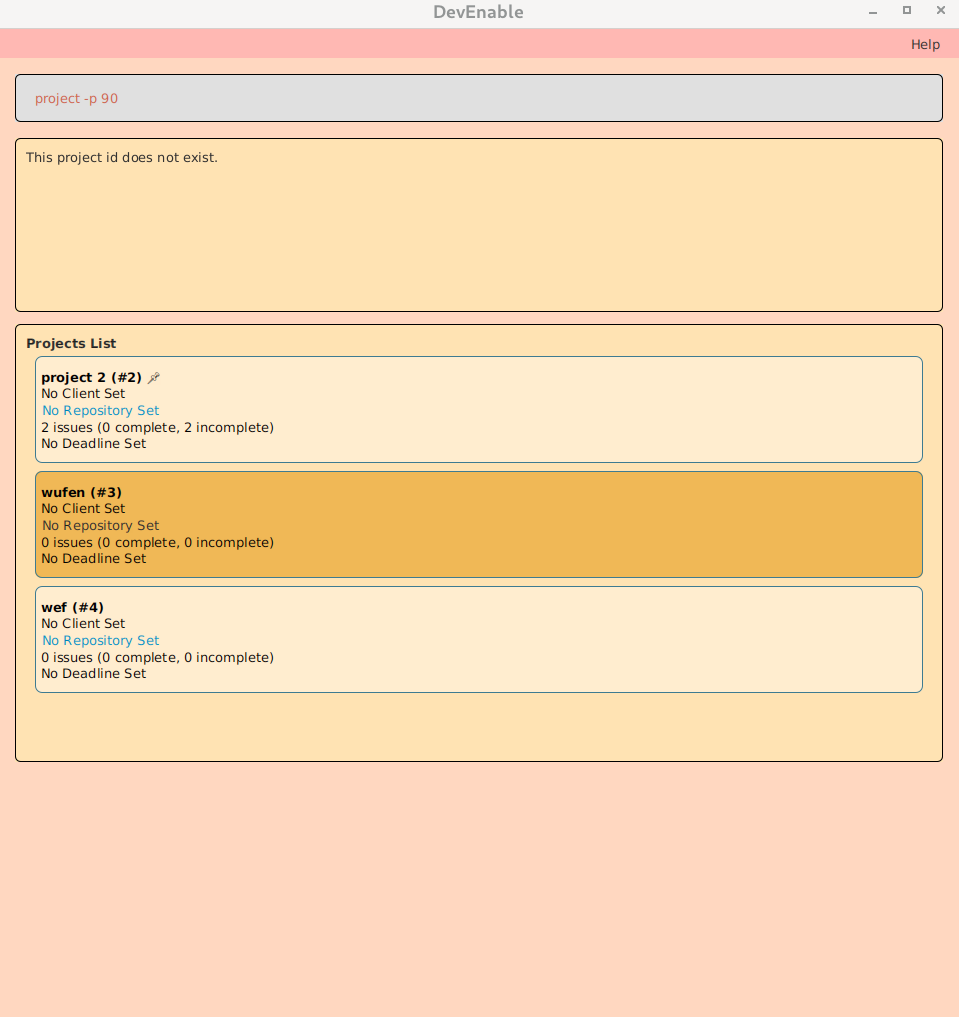 DevEnable
Help
project -p 90
This project id does not exist.
Projects List
project 2 (#2)
No Client Set
No Repository Set
2 issues (0 complete, 2 incomplete)
No Deadline Set
wufen (#3)
No Client Set
No Repository Set
0 issues (0 complete, 0 incomplete)
No Deadline Set
wef (#4)
No Client Set
No Repository Set
0 issues (0 complete, 0 incomplete)
No Deadline Set